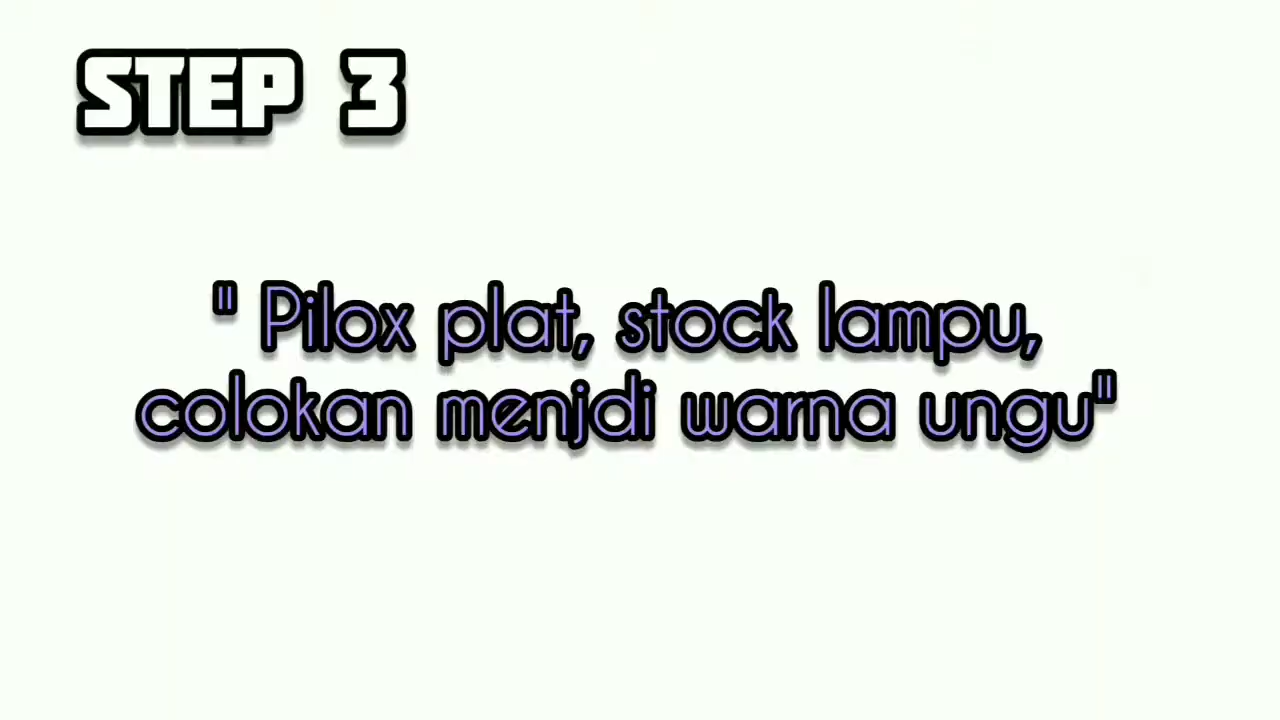 STEP 3
" Pilox plat, stock lampu,
colokan menjdi warna ungu"